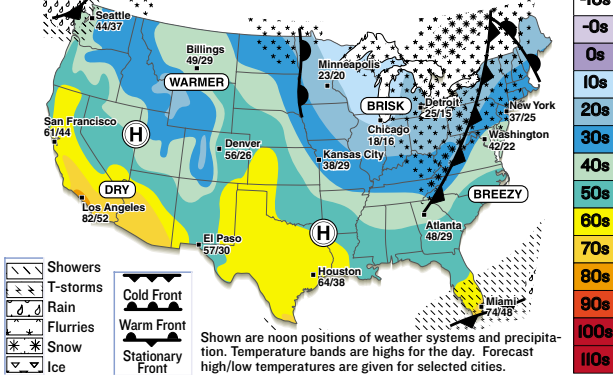 Seattle
44/37
Billings
49/29
WARMER
Minneapolis
23/20
BRISK
Detroit
25/15
New York
37/25
Chicago
18/16
Washington
42/22
San Francisco
61/44
H
Denver
56/26
Kansas City
38/29
DRY
BREEZY
Los Angeles
82/52
Atlanta
48/29
El Paso
57/30
H
Houston
64/38
Miami
74/48
Showers
T-storms
Rain
Flurries
Snow
Ice
Cold Front
Warm Front
Stationary
Front
Shown are noon positions of weather systems and precipita-
tion. Temperature bands are highs for the day. Forecast
high/low temperatures are given for selected cities.
-10s
-0s
0s
10s
20s
30s
40s
50s
60s
70s
80s
90s
100s
110s